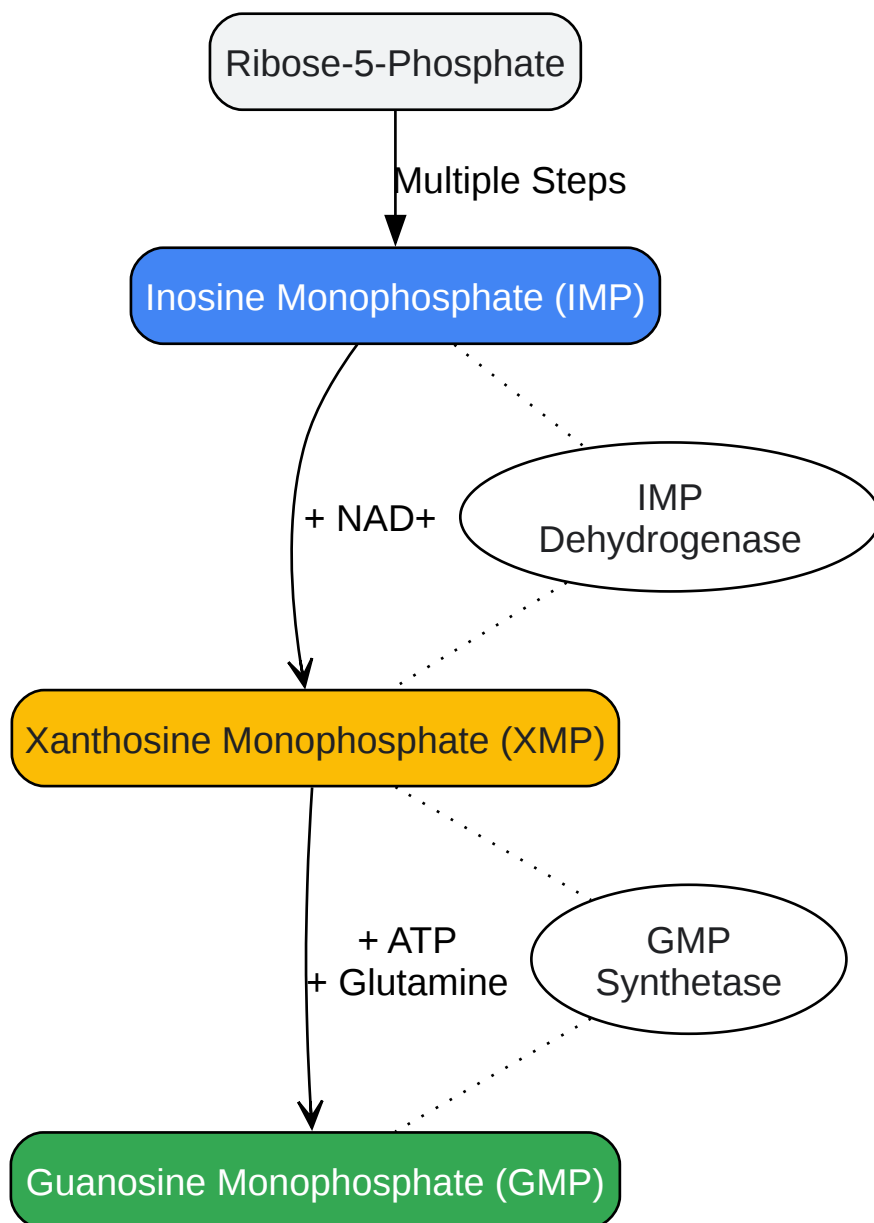 Ribose-5-Phosphate
Multiple Steps
Inosine Monophosphate (IMP)
+ NAD+
IMP
Dehydrogenase
Xanthosine Monophosphate (XMP)
+ ATP
+ Glutamine
GMP
Synthetase
Guanosine Monophosphate (GMP)